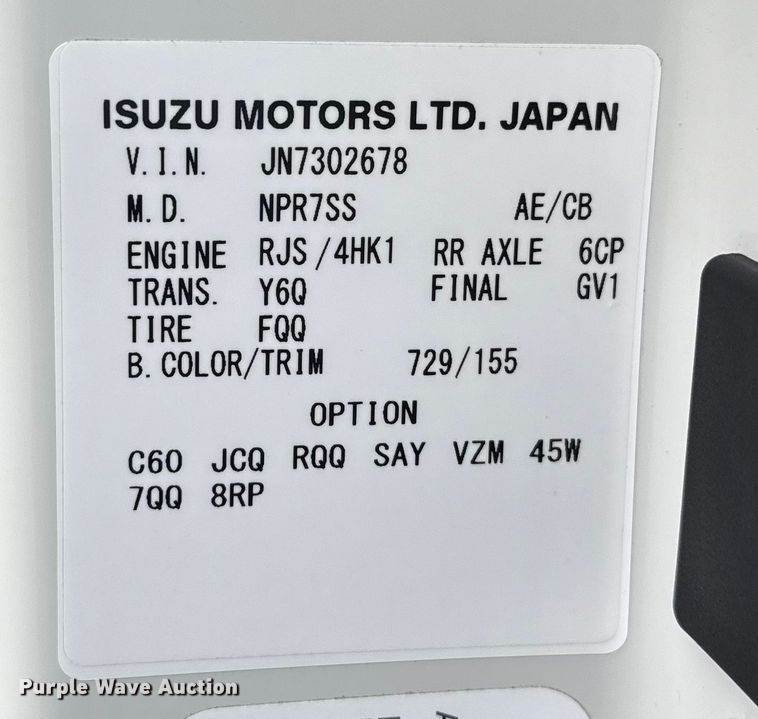 ISUZU MOTORS LTD. JAPAN
V.I.N. JN7302678
M.D. NPR7SS AE/CB
ENGINE RJS/4HK1 RR AXLE 6CP
TRANS. Y6Q FINAL GV1
TIRE FQQ
B.COLOR/TRIM 729/155
OPTION
C60 JCQ RQQ SAY VZM 45W
7QQ 8RP
Purple Wave Auction